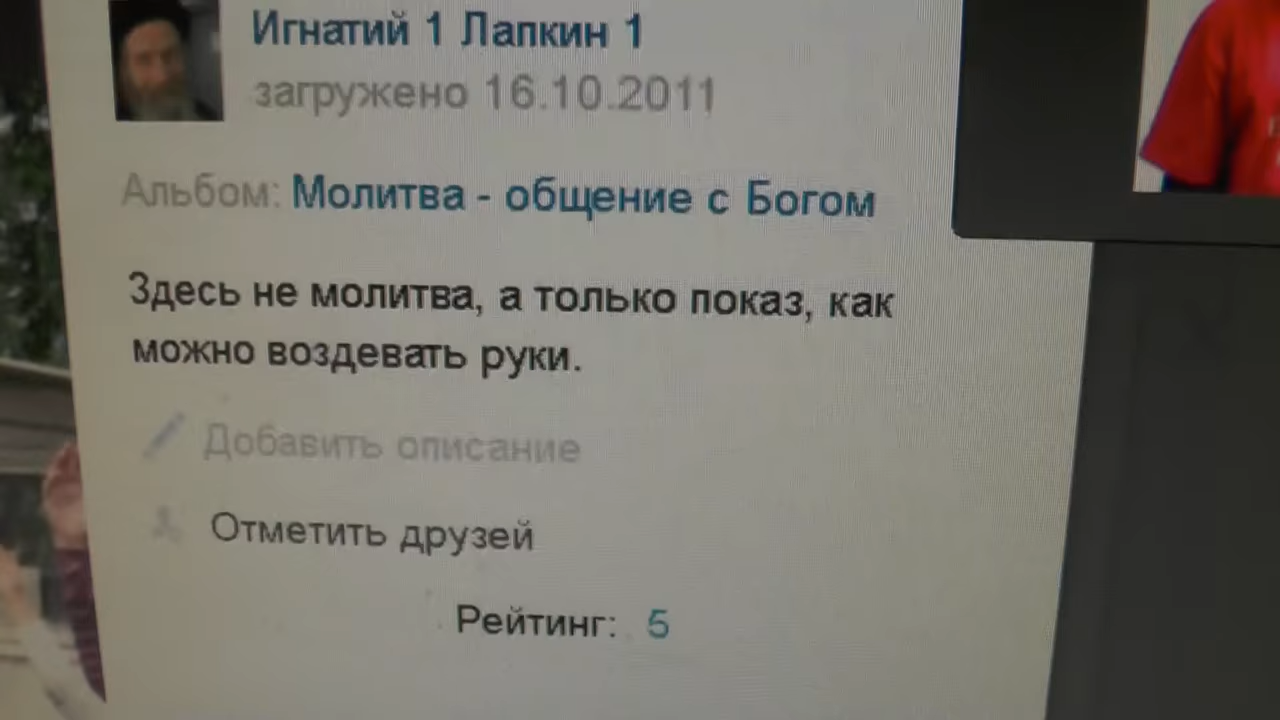 Игнатий 1 Лапкин 1
загружено 16.10.2011
Альбом: Молитва - общение с Богом
Здесь не молитва, а только показ, как
можно воздевать руки.
Добавить описание
Отметить друзей
Рейтинг: 5